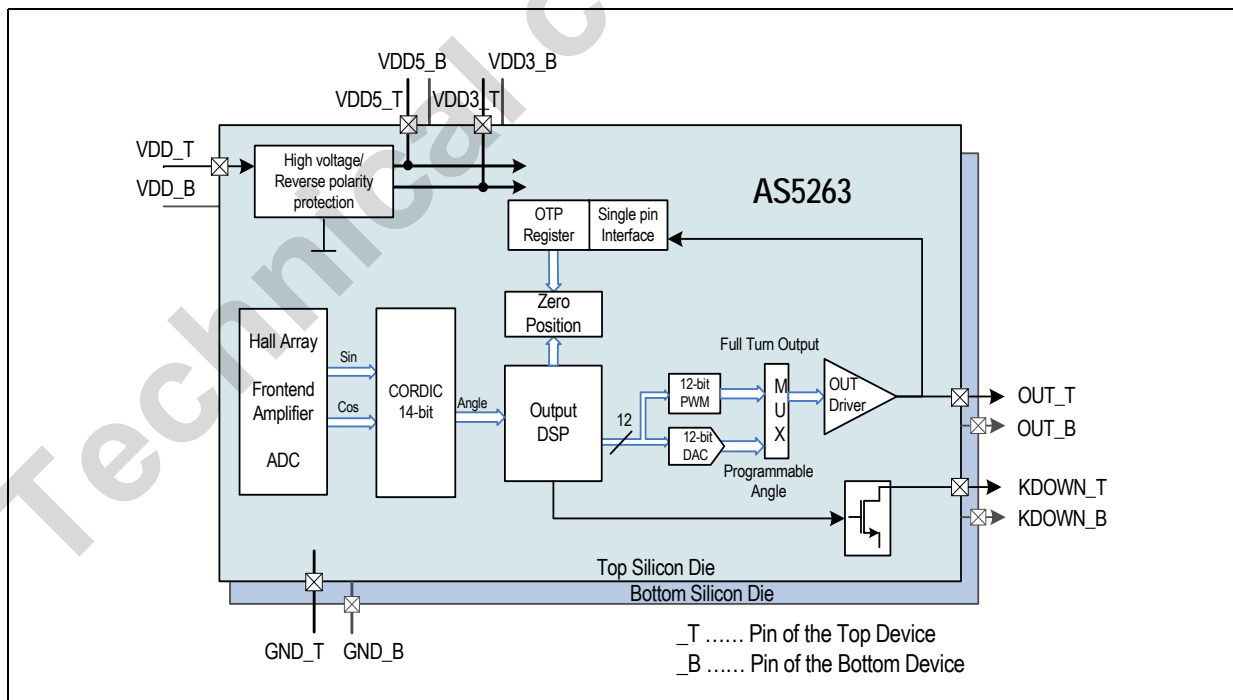 Technical c
VDD5_B
VDD3_B
VDD5_T
VDD3_T
VDD_T
VDD_B
High voltage/
Reverse polarity
protection
AS5263
OTP
Register
Single pin
Interface
Zero
Position
Hall Array
Frontend
Amplifier
ADC
Sin
Cos
CORDIC
14-bit
Angle
Output
DSP
12
12-bit
PWM
12-bit
DAC
Full Turn Output
M
U
X
Programmable
Angle
OUT
Driver
OUT_T
OUT_B
KDOWN_T
KDOWN_B
Top Silicon Die
Bottom Silicon Die
GND_T
GND_B
_T …… Pin of the Top Device
_B …… Pin of the Bottom Device